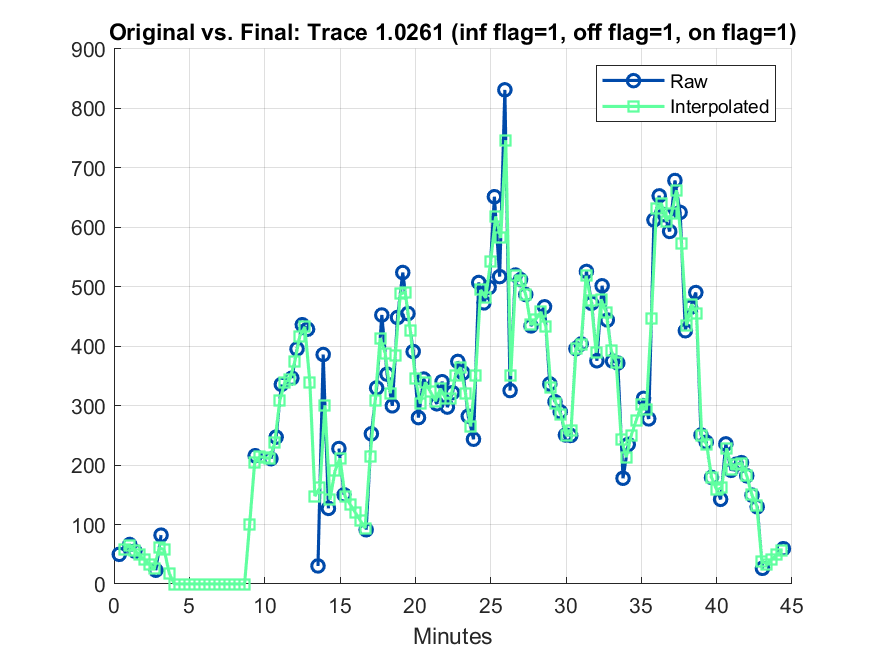 Original vs. Final: Trace 1.0261 (inf flag=1, off flag=1, on flag=1)
900
800
700
600
500
400
300
200
100
0
Raw
Interpolated
0 5 10 15 20 25 30 35 40 45
Minutes